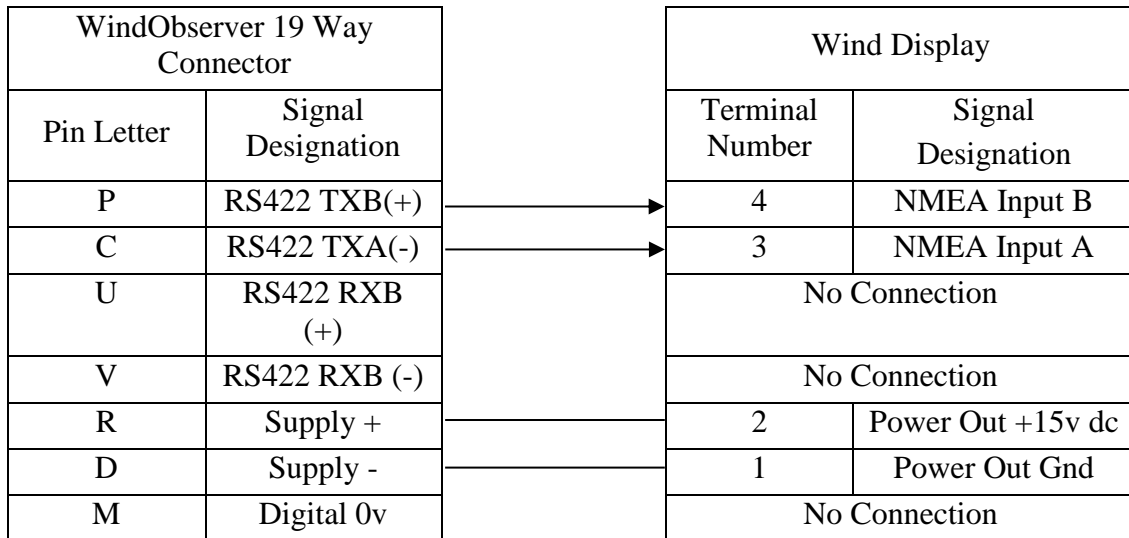 WindObserver 19 Way
Connector
Wind Display
Pin Letter
Signal
Designation
Terminal
Number
Signal
Designation
P RS422 TXB(+) 4 NMEA Input B
C RS422 TXA(-) 3 NMEA Input A
U RS422 RXB
(+)
No Connection
V RS422 RXB (-) No Connection
R Supply + 2 Power Out +15v dc
D Supply - 1 Power Out Gnd
M Digital 0v No Connection